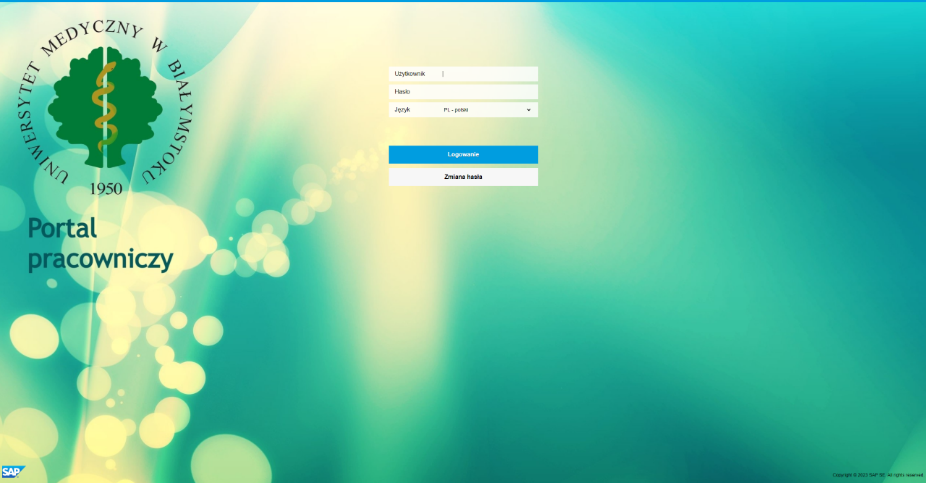 UNIWERSYTET MEDYCZNY W BIAŁYMSTOKU
1950
Portal
pracowniczy
Użytkownik
Hasło
Język PL - polski
Logowanie
Zmiana hasła
SAP
Copyright © 2022 SAP SE. All rights reserved.